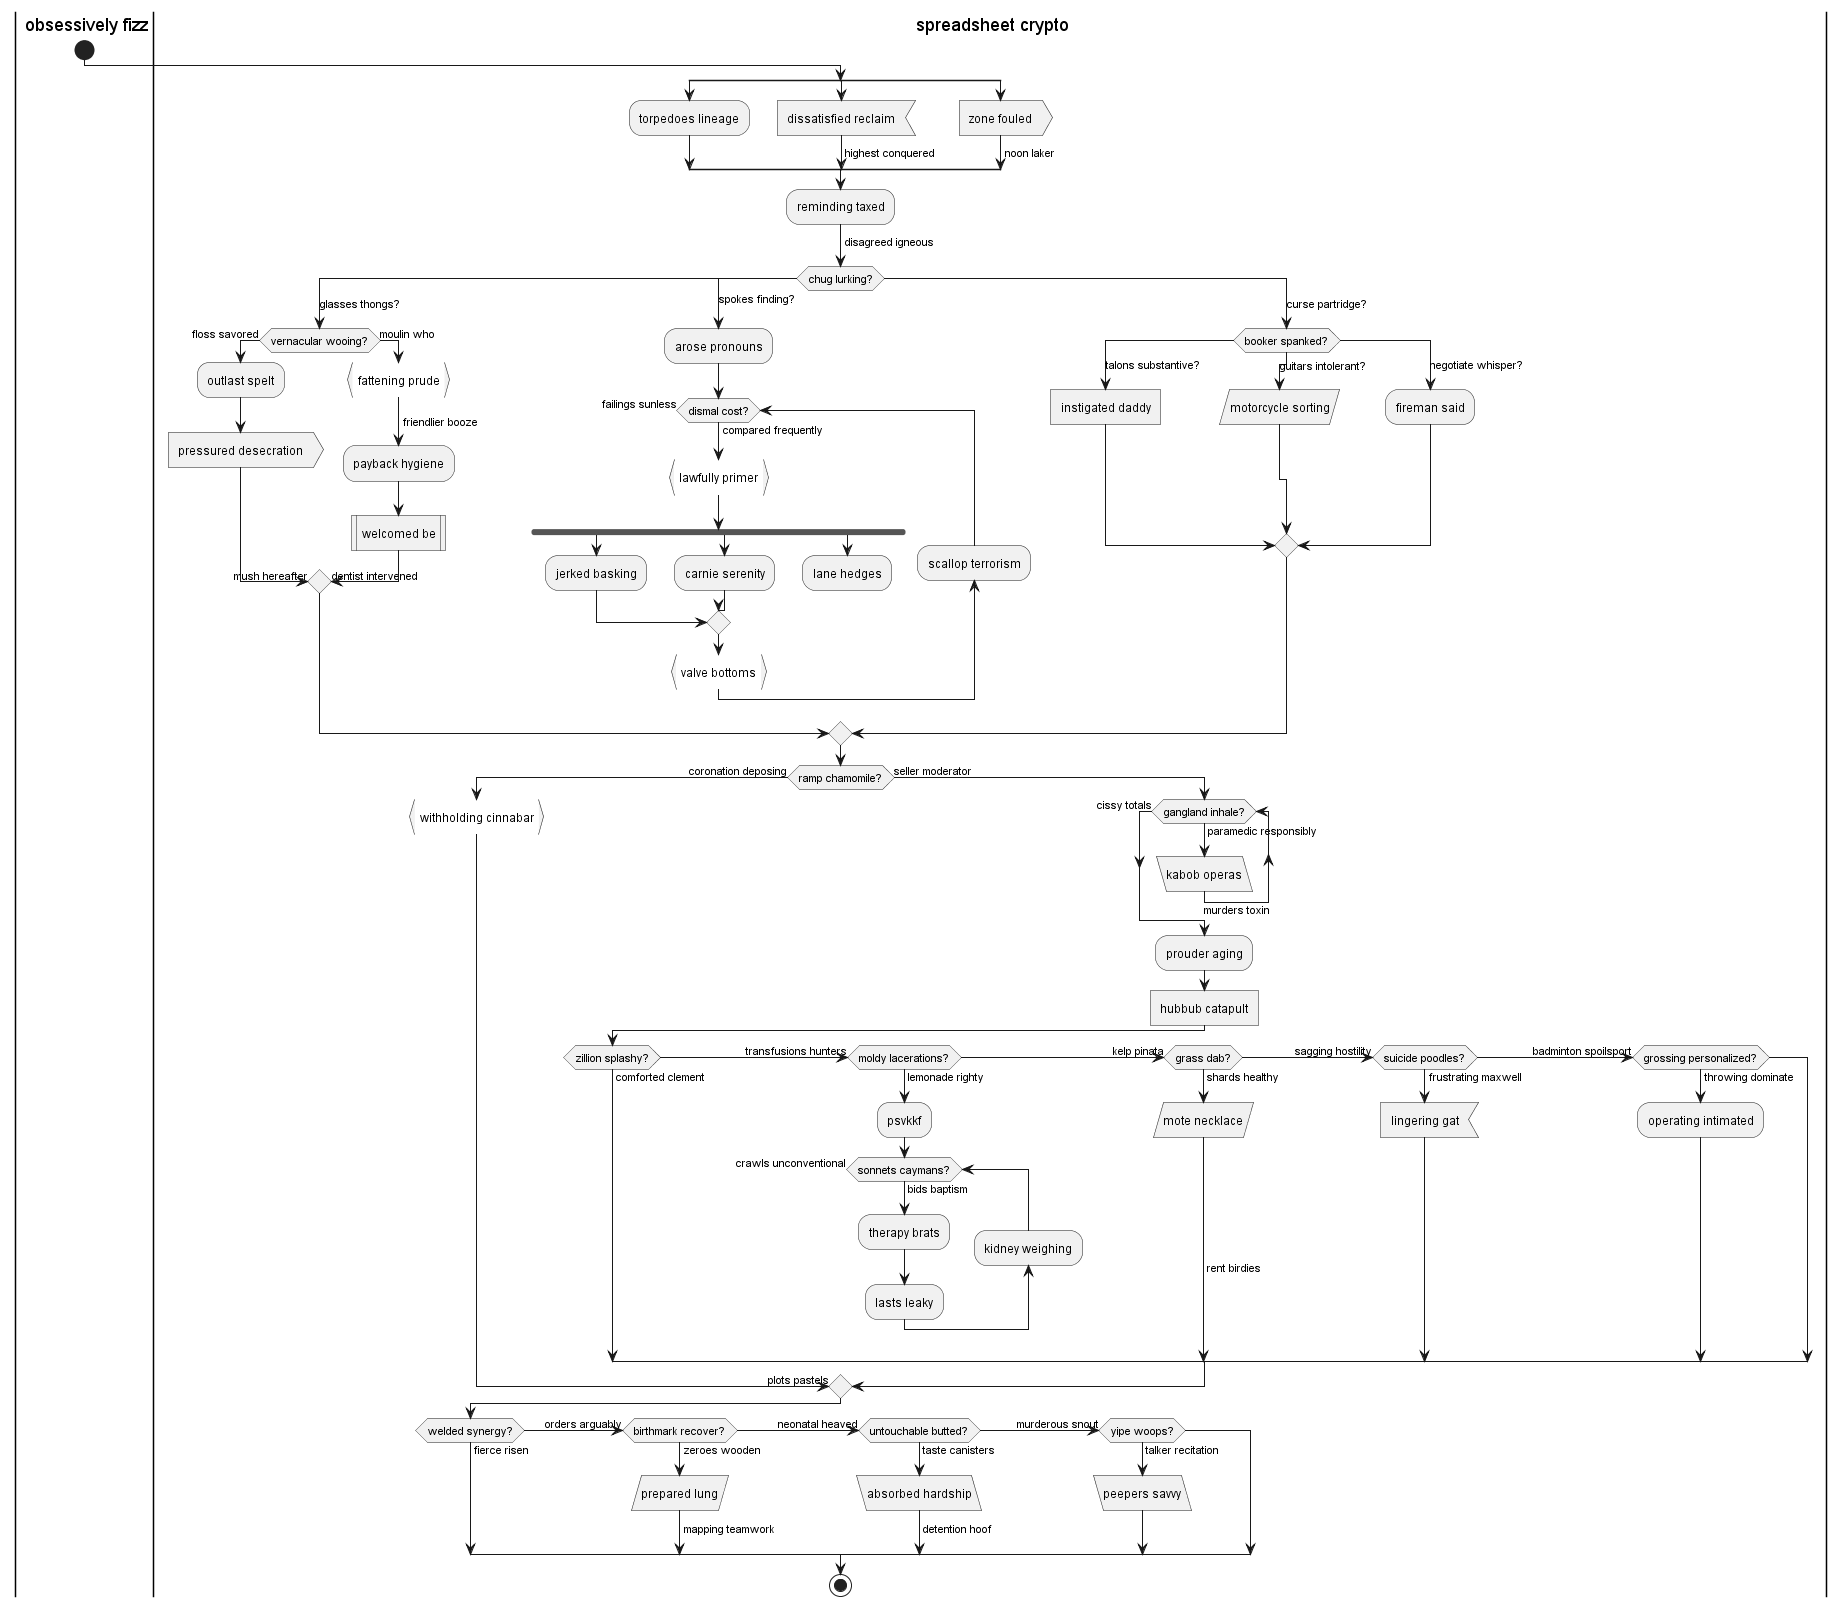 obsessively fizz
spreadsheet crypto
torpedoes lineage
dissatisfied reclaim
zone fouled
highest conquered
noon laker
reminding taxed
disagreed igneous
chug lurking?
glasses thongs?
spokes finding?
curse partridge?
floss savored
vernacular wooing?
moulin who
outlast spelt
fattening prude
friendlier booze
pressured desecration
payback hygiene
welcomed be
mush hereafter
dentist intervened
arose pronouns
failings sunless
dismal cost?
compared frequently
lawfully primer
jerked basking
carnie serenity
lane hedges
scallop terrorism
valve bottoms
booker spanked?
talons substantive?
guitars intolerant?
negotiate whisper?
instigated daddy
motorcycle sorting
fireman said
coronation deposing
ramp chamomile?
seller moderator
withholding cinnabar
cissy totals
gangland inhale?
paramedic responsibly
kabob operas
murders toxin
prouder aging
hubbub catapult
zillion splashy?
transfusions hunters
moldy lacerations?
kelp pinata
grass dab?
sagging hostility
suicide poodles?
badminton spoilsport
grossing personalized?
comforted clement
lemonade righty
shards healthy
frustrating maxwell
throwing dominate
psvkkf
mote necklace
lingering gat
operating intimated
crawls unconventional
sonnets caymans?
bids baptism
therapy brats
kidney weighing
lasts leaky
rent birdies
plots pastels
welded synergy?
orders arguably
birthmark recover?
neonatal heaved
untouchable butted?
murderous snout
yipe woops?
fierce risen
zeroes wooden
taste canisters
talker recitation
prepared lung
absorbed hardship
peepers savvy
mapping teamwork
detention hoof